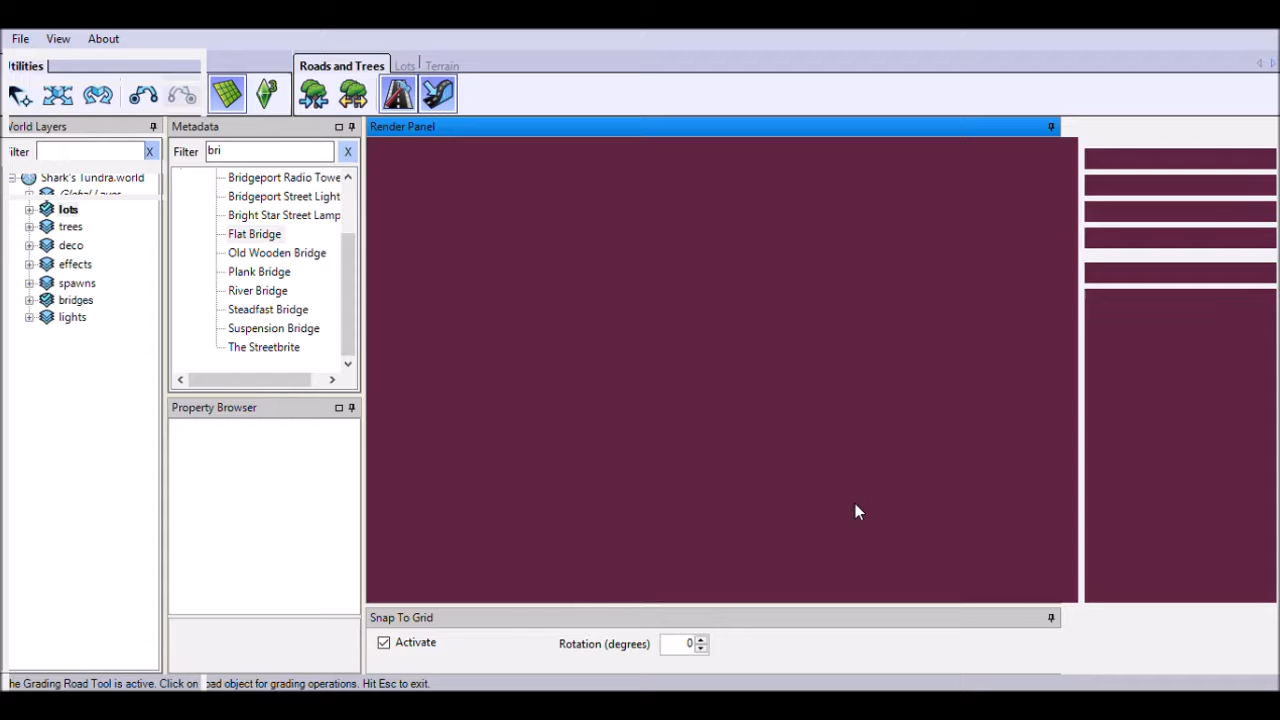 File View About
tilities Roads and Trees Lots Terrain
orld Layers Metadata Render Panel
ilter X Filter bri X
Shark's Tundra.world
lots
trees
deco
effects
spawns
bridges
lights
Bridgeport Radio Towe
Bridgeport Street Light
Bright Star Street Lamp
Flat Bridge
Old Wooden Bridge
Plank Bridge
River Bridge
Steadfast Bridge
Suspension Bridge
The Streetbrite
Property Browser
Snap To Grid
Activate Rotation (degrees) 0
he Grading Road Tool is active. Click on oad object for grading operations. Hit Esc to exit.